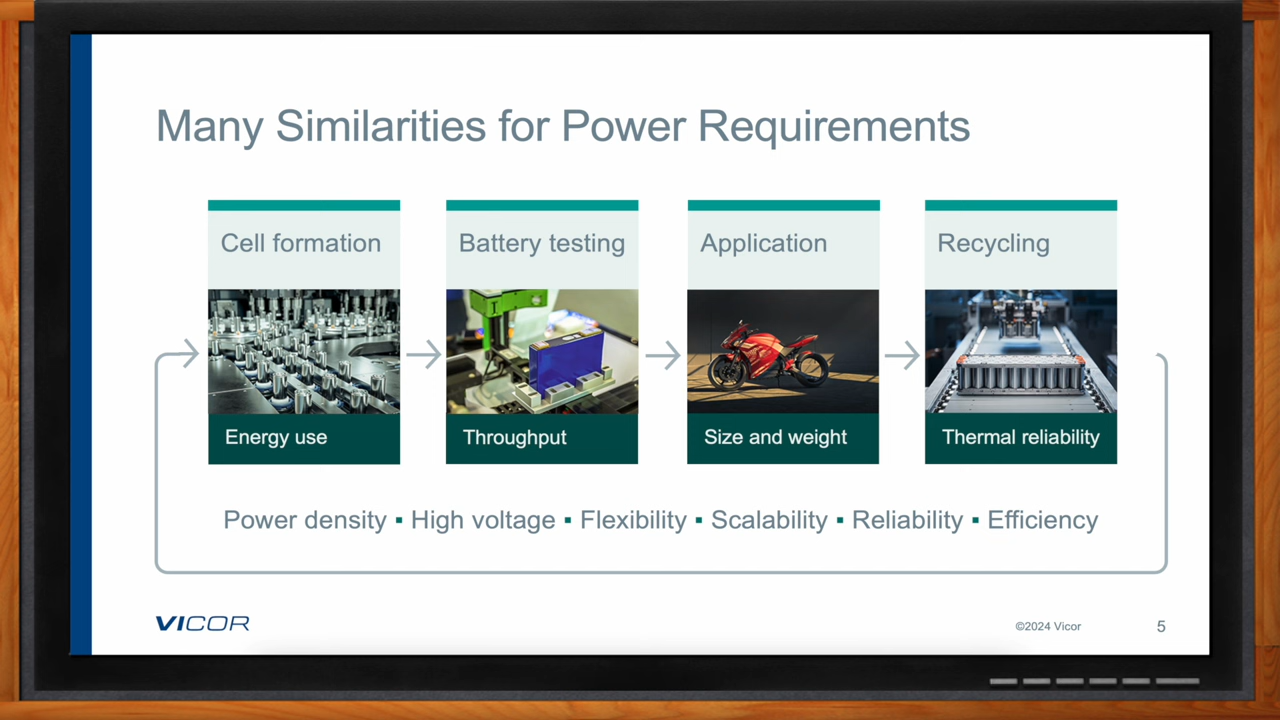 Many Similarities for Power Requirements
Cell formation
Battery testing
Application
Recycling
Energy use
Throughput
Size and weight
Thermal reliability
Power density ▪ High voltage ▪ Flexibility ▪ Scalability ▪ Reliability ▪ Efficiency
VICOR
©2024 Vicor
5